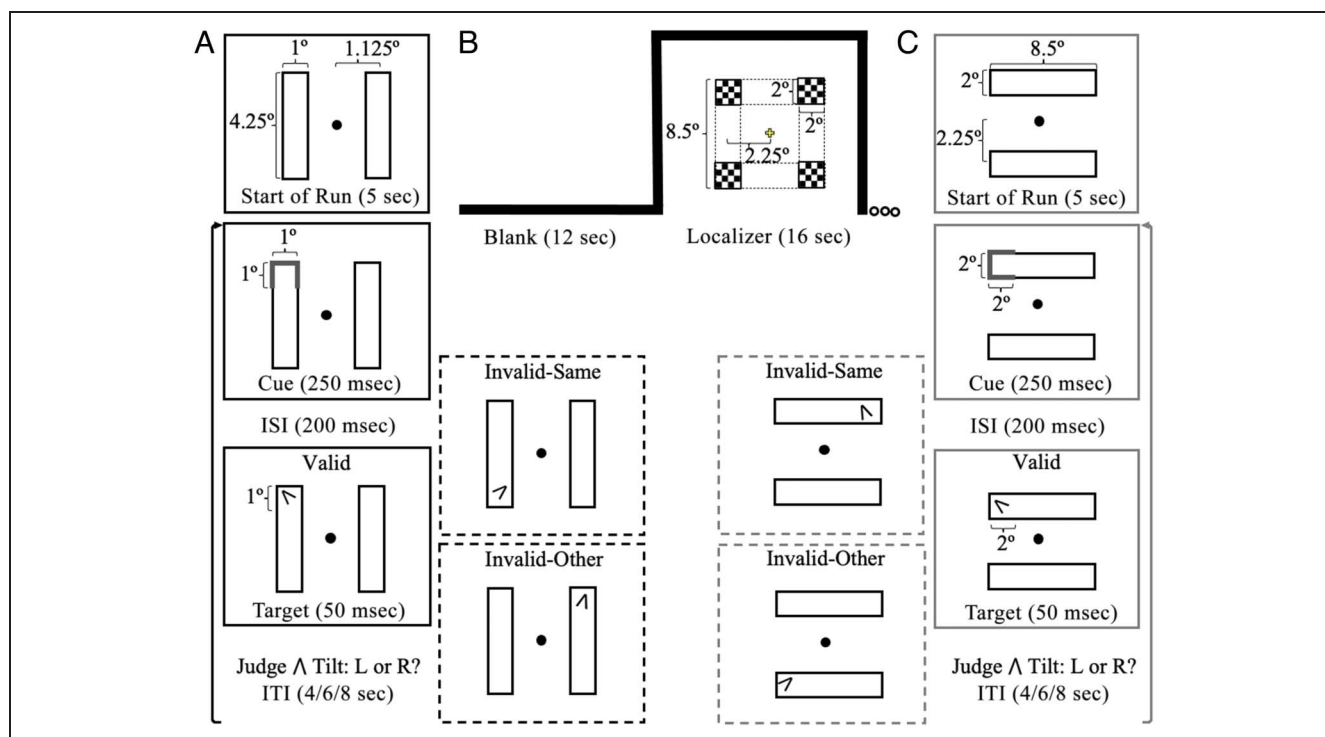 A
1º
1.125º
4.25º
Start of Run (5 sec)
1º
1º
Cue (250 msec)
ISI (200 msec)
Valid
1º
Target (50 msec)
Judge Λ Tilt: L or R?
ITI (4/6/8 sec)
Invalid-Same
Invalid-Other
B
2º
2º
8.5º
2.25º
Blank (12 sec)
Localizer (16 sec)
C
8.5º
2º
2.25º
Start of Run (5 sec)
2º
2º
Cue (250 msec)
ISI (200 msec)
Valid
2º
Target (50 msec)
Judge Λ Tilt: L or R?
ITI (4/6/8 sec)
Invalid-Same
Invalid-Other